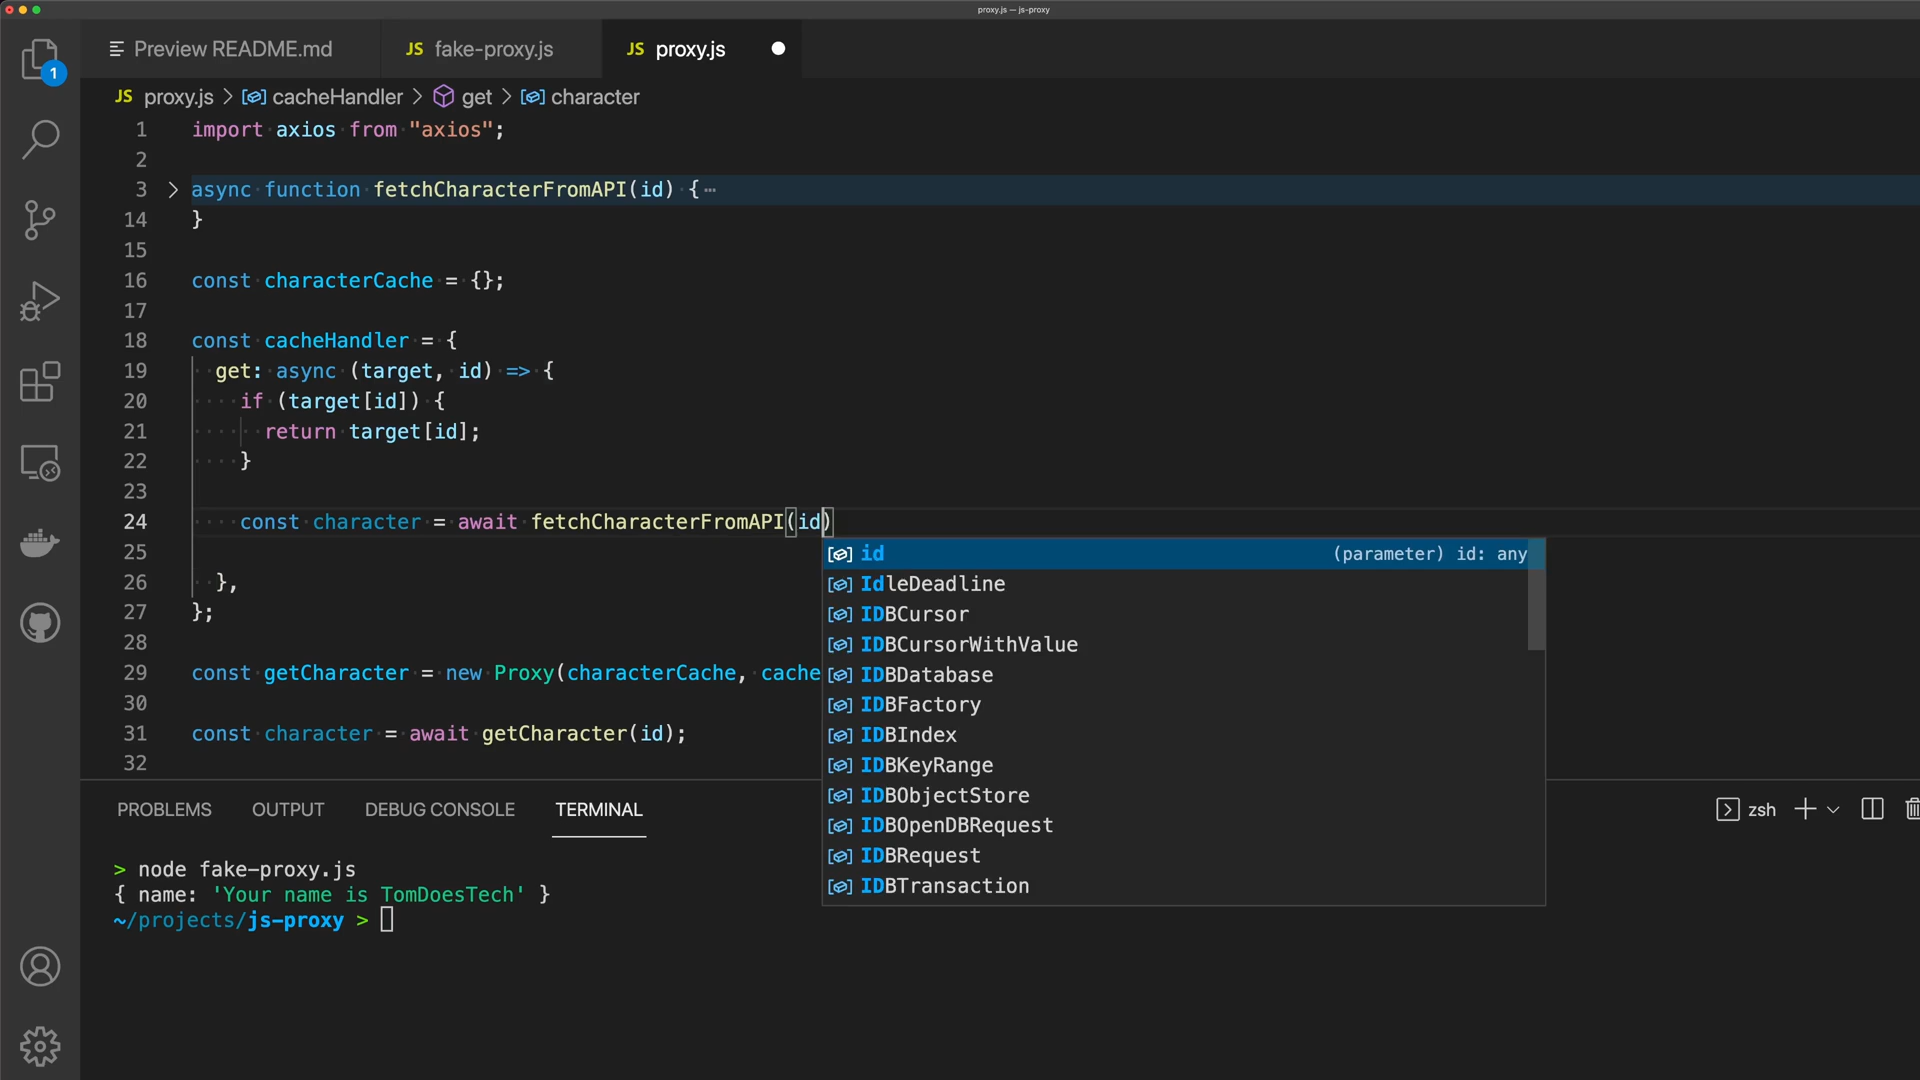 proxy.js — js-proxy
Preview README.md
JS fake-proxy.js
JS proxy.js
JS proxy.js > cacheHandler > get > character
1 import axios from "axios";
2
3 async function fetchCharacterFromAPI(id) {⋯
14 }
15
16 const characterCache = {};
17
18 const cacheHandler = {
19 get: async (target, id) => {
20 if (target[id]) {
21 return target[id];
22 }
23
24 const character = await fetchCharacterFromAPI(id)
25
26 },
27 };
28
29 const getCharacter = new Proxy(characterCache, cache
30
31 const character = await getCharacter(id);
32
1
id (parameter) id: any
IdleDeadline
IDBCursor
IDBCursorWithValue
IDBDatabase
IDBFactory
IDBIndex
IDBKeyRange
IDBObjectStore
IDBOpenDBRequest
IDBRequest
IDBTransaction
PROBLEMS OUTPUT DEBUG CONSOLE TERMINAL
zsh
> node fake-proxy.js
{ name: 'Your name is TomDoesTech' }
~/projects/js-proxy >